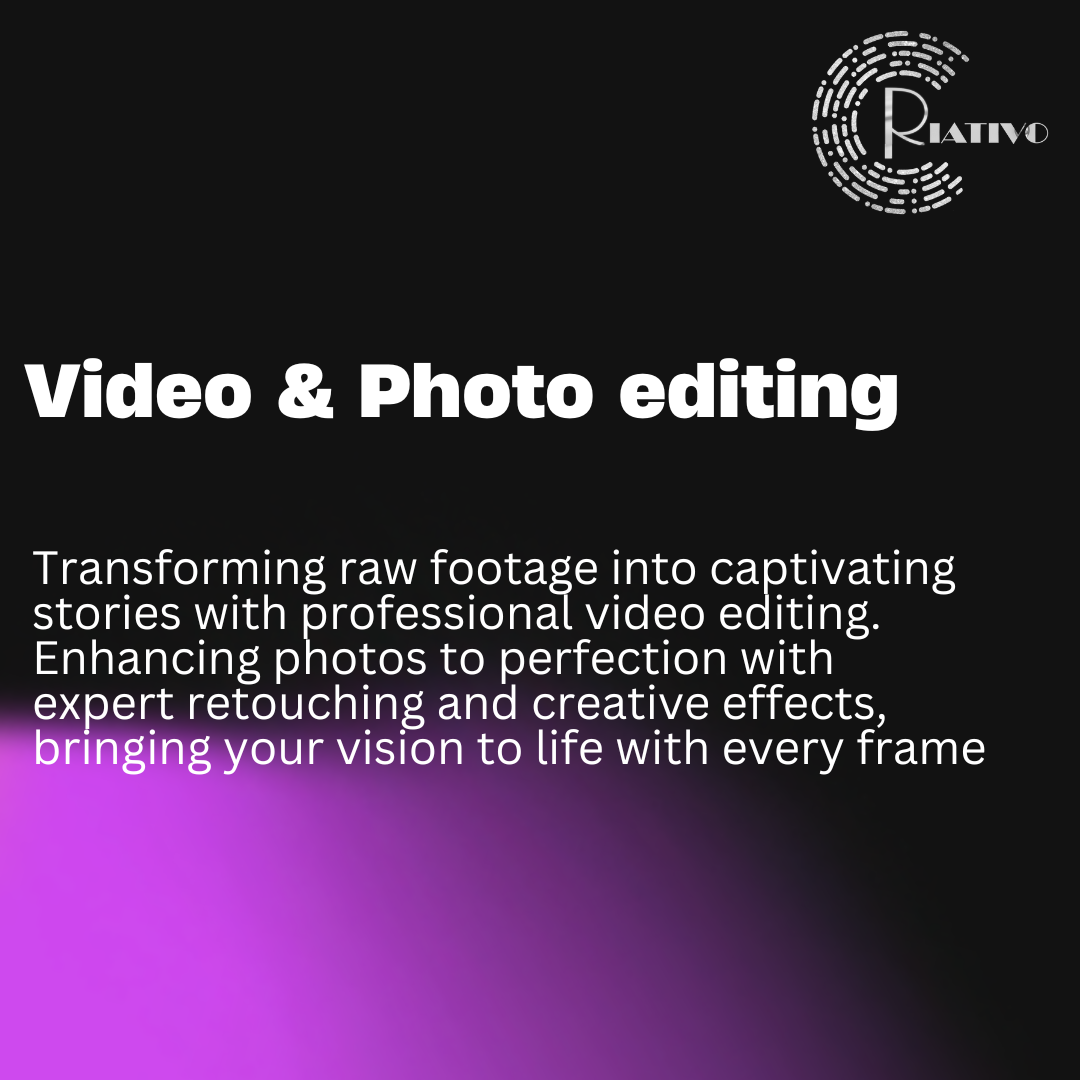 CRIATIVO
Video & Photo editing
Transforming raw footage into captivating
stories with professional video editing.
Enhancing photos to perfection with
expert retouching and creative effects,
bringing your vision to life with every frame